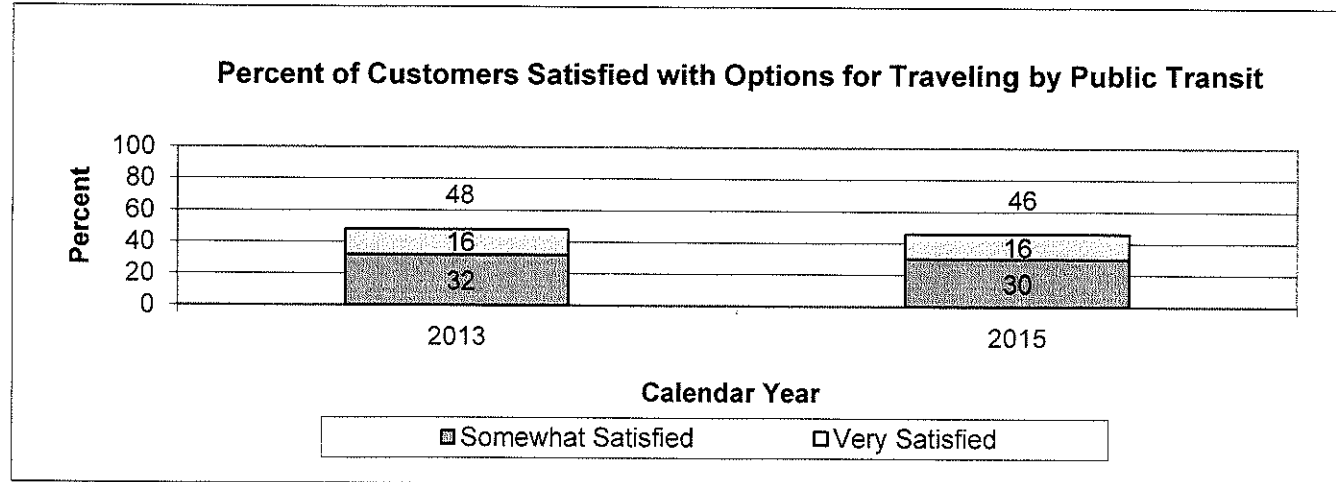 Percent of Customers Satisfied with Options for Traveling by Public Transit
Percent
100
80
60
40
20
0
48
16
32
46
16
30
2013
2015
Calendar Year
Somewhat Satisfied
Very Satisfied